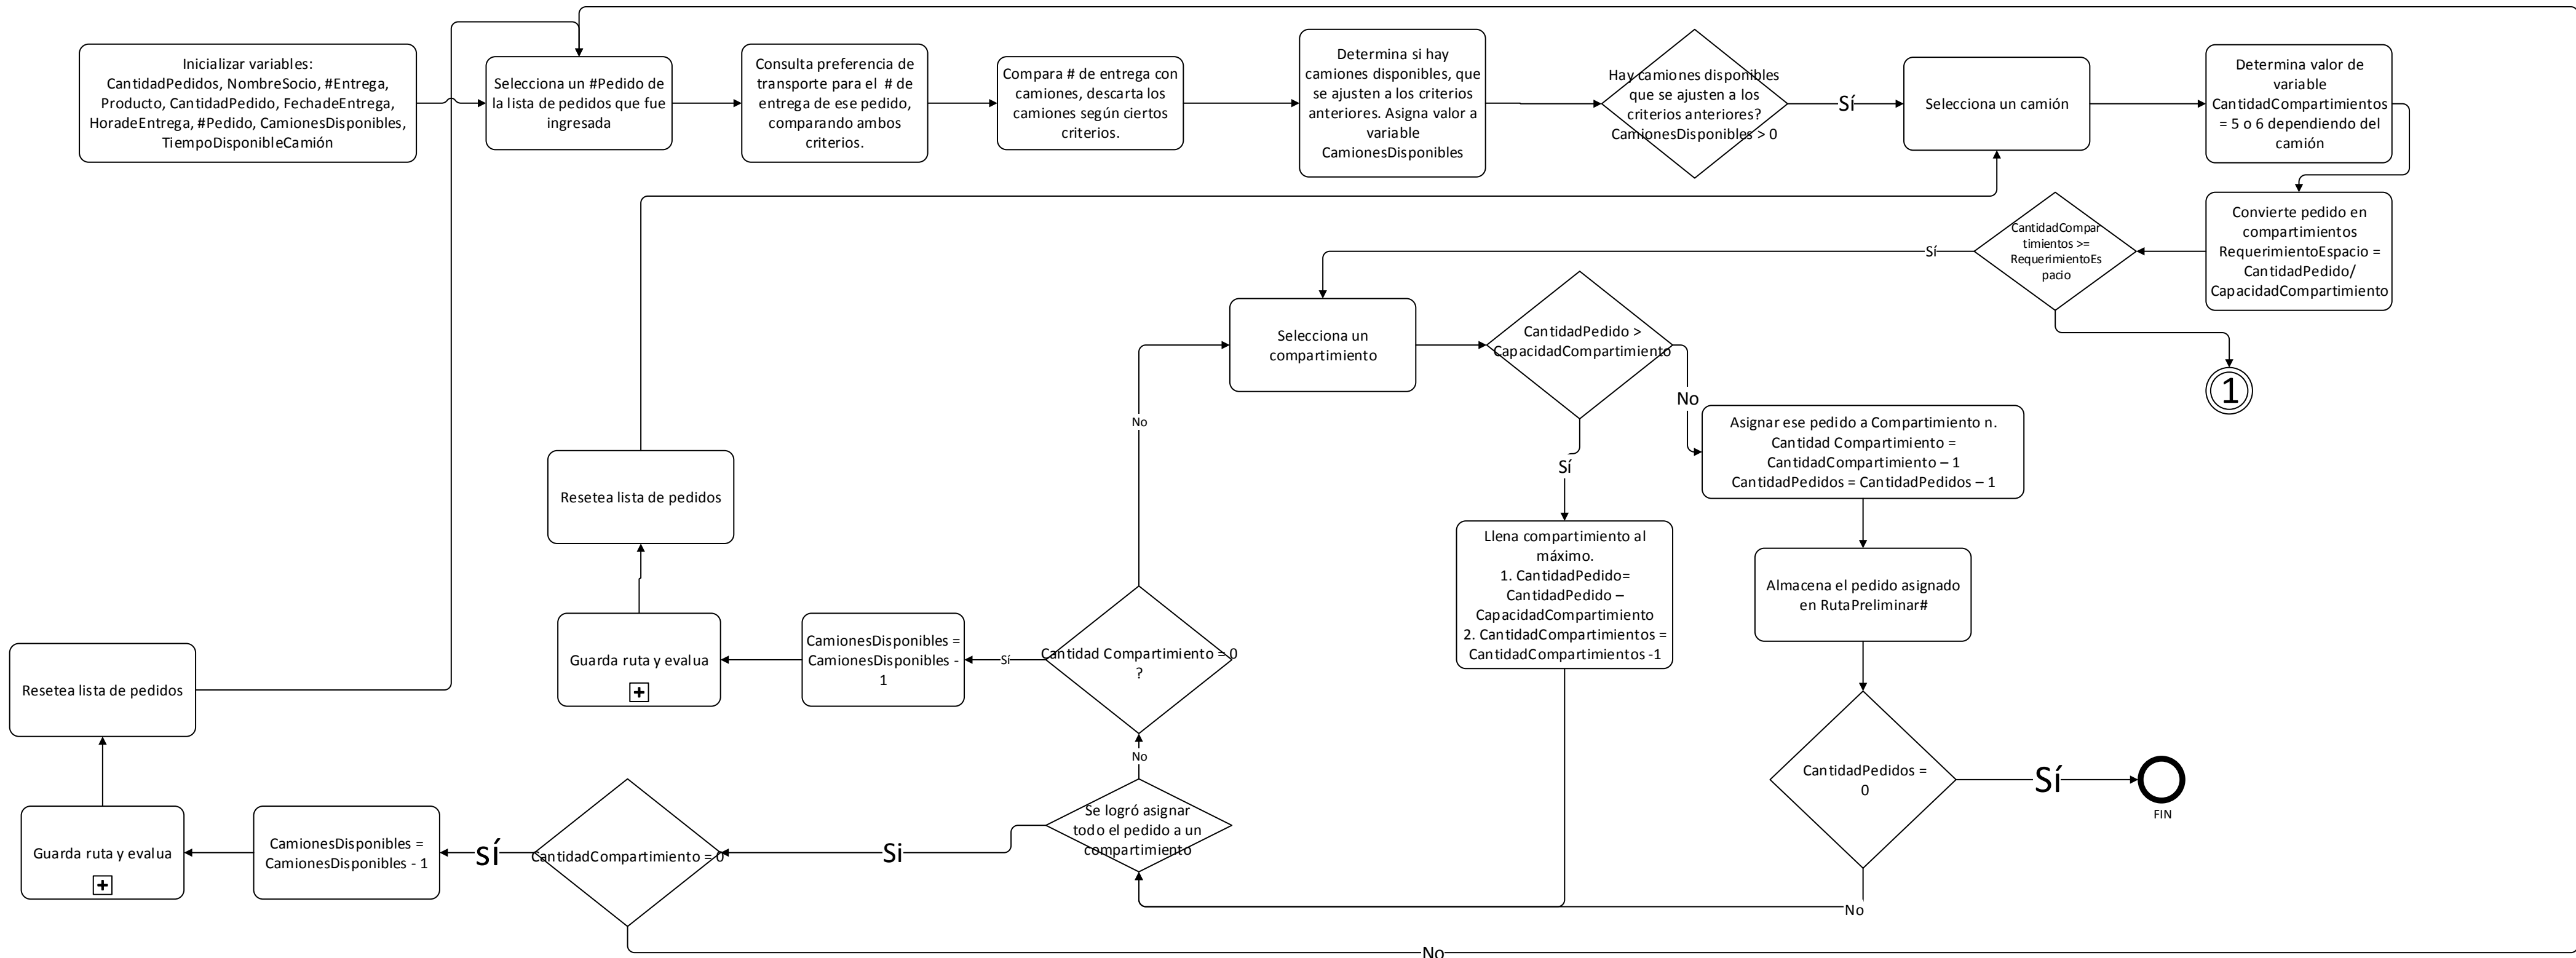 Inicializar variables:
CantidadPedidos, NombreSocio, #Entrega,
Producto, CantidadPedido, FechadeEntrega,
HoradeEntrega, #Pedido, CamionesDisponibles,
TiempoDisponibleCamión
Selecciona un #Pedido de
la lista de pedidos que fue
ingresada
Consulta preferencia de
transporte para el # de
entrega de ese pedido,
comparando ambos
criterios.
Compara # de entrega con
camiones, descarta los
camiones según ciertos
criterios.
Determina si hay
camiones disponibles, que
se ajusten a los criterios
anteriores. Asigna valor a
variable
CamionesDisponibles
Hay camiones disponibles
que se ajusten a los
criterios anteriores?
CamionesDisponibles > 0
Sí
Selecciona un camión
Determina valor de
variable
CantidadCompartimientos
= 5 o 6 dependiendo del
camión
Convierte pedido en
compartimientos
RequerimientoEspacio =
CantidadPedido/
CapacidadCompartimiento
CantidadCompar
timientos >=
RequerimientoEs
pacio
Sí
1
Selecciona un
compartimiento
CantidadPedido >
CapacidadCompartimiento
No
Sí
Asignar ese pedido a Compartimiento n.
Cantidad Compartimiento =
CantidadCompartimiento – 1
CantidadPedidos = CantidadPedidos – 1
Llena compartimiento al
máximo.
1. CantidadPedido=
CantidadPedido –
CapacidadCompartimiento
2. CantidadCompartimientos =
CantidadCompartimientos -1
Almacena el pedido asignado
en RutaPreliminar#
CantidadPedidos =
0
Sí
FIN
No
No
Resetea lista de pedidos
Guarda ruta y evalua
CamionesDisponibles =
CamionesDisponibles -
1
Sí
Cantidad Compartimiento = 0
?
No
Se logró asignar
todo el pedido a un
compartimiento
Si
CantidadCompartimiento = 0
sí
CamionesDisponibles =
CamionesDisponibles - 1
Guarda ruta y evalua
Resetea lista de pedidos
No